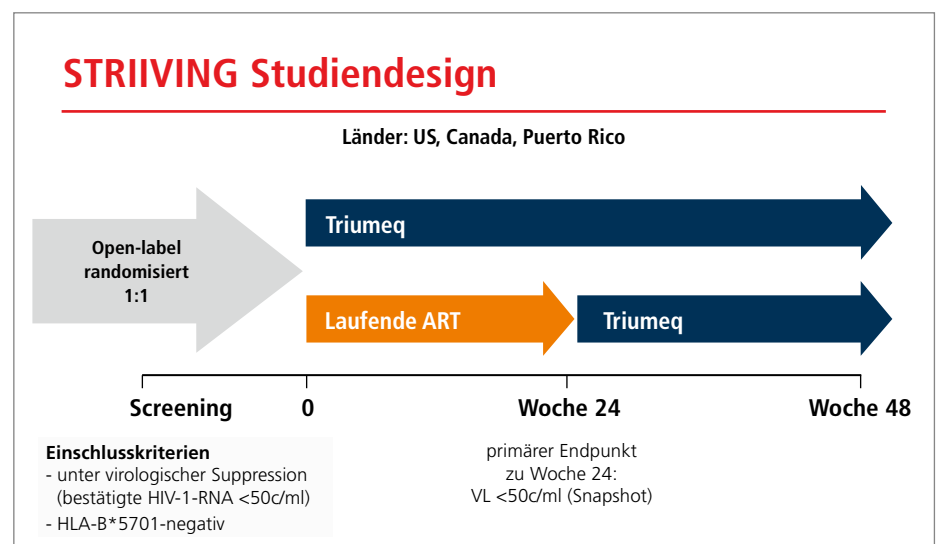 STRIIVING Studiendesign
Länder: US, Canada, Puerto Rico
Open-label
randomisiert
1:1
Triumeq
Laufende ART
Triumeq
Screening
0
Woche 24
Woche 48
Einschlusskriterien
- unter virologischer Suppression
(bestätigte HIV-1-RNA <50c/ml)
- HLA-B*5701-negativ
primärer Endpunkt
zu Woche 24:
VL <50c/ml (Snapshot)